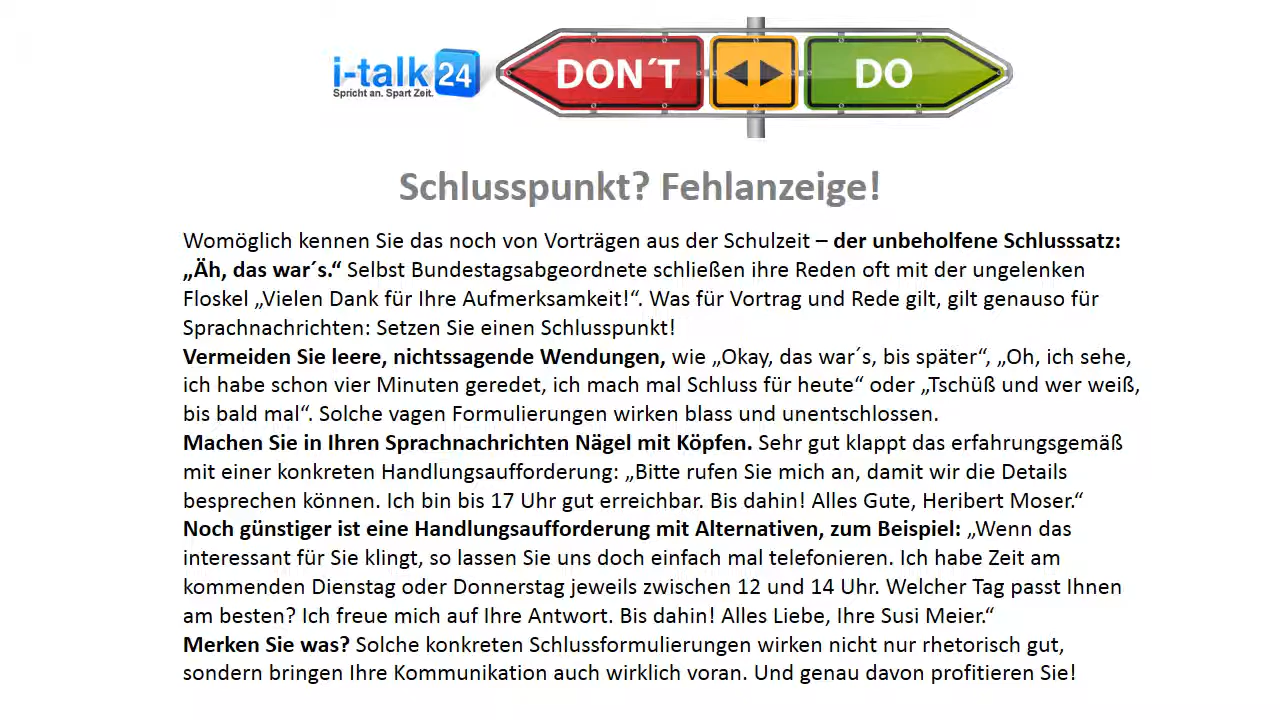 i-talk 24
Spricht an. Spart Zeit.
DON´T
DO
Schlusspunkt? Fehlanzeige!
Womöglich kennen Sie das noch von Vorträgen aus der Schulzeit – der unbeholfene Schlusssatz:
„Äh, das war´s.“ Selbst Bundestagsabgeordnete schließen ihre Reden oft mit der ungelenken
Floskel „Vielen Dank für Ihre Aufmerksamkeit!“. Was für Vortrag und Rede gilt, gilt genauso für
Sprachnachrichten: Setzen Sie einen Schlusspunkt!
Vermeiden Sie leere, nichtssagende Wendungen, wie „Okay, das war´s, bis später“, „Oh, ich sehe,
ich habe schon vier Minuten geredet, ich mach mal Schluss für heute“ oder „Tschüß und wer weiß,
bis bald mal“. Solche vagen Formulierungen wirken blass und unentschlossen.
Machen Sie in Ihren Sprachnachrichten Nägel mit Köpfen. Sehr gut klappt das erfahrungsgemäß
mit einer konkreten Handlungsaufforderung: „Bitte rufen Sie mich an, damit wir die Details
besprechen können. Ich bin bis 17 Uhr gut erreichbar. Bis dahin! Alles Gute, Heribert Moser.“
Noch günstiger ist eine Handlungsaufforderung mit Alternativen, zum Beispiel: „Wenn das
interessant für Sie klingt, so lassen Sie uns doch einfach mal telefonieren. Ich habe Zeit am
kommenden Dienstag oder Donnerstag jeweils zwischen 12 und 14 Uhr. Welcher Tag passt Ihnen
am besten? Ich freue mich auf Ihre Antwort. Bis dahin! Alles Liebe, Ihre Susi Meier.“
Merken Sie was? Solche konkreten Schlussformulierungen wirken nicht nur rhetorisch gut,
sondern bringen Ihre Kommunikation auch wirklich voran. Und genau davon profitieren Sie!